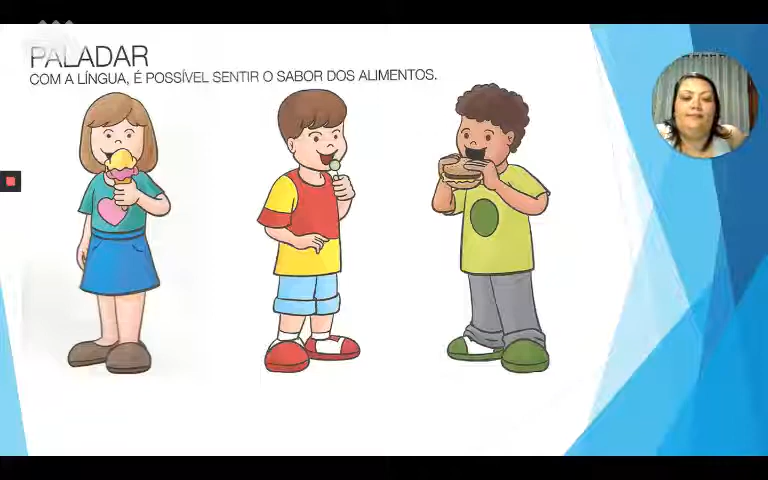 PALADAR
COM A LÍNGUA, É POSSÍVEL SENTIR O SABOR DOS ALIMENTOS.